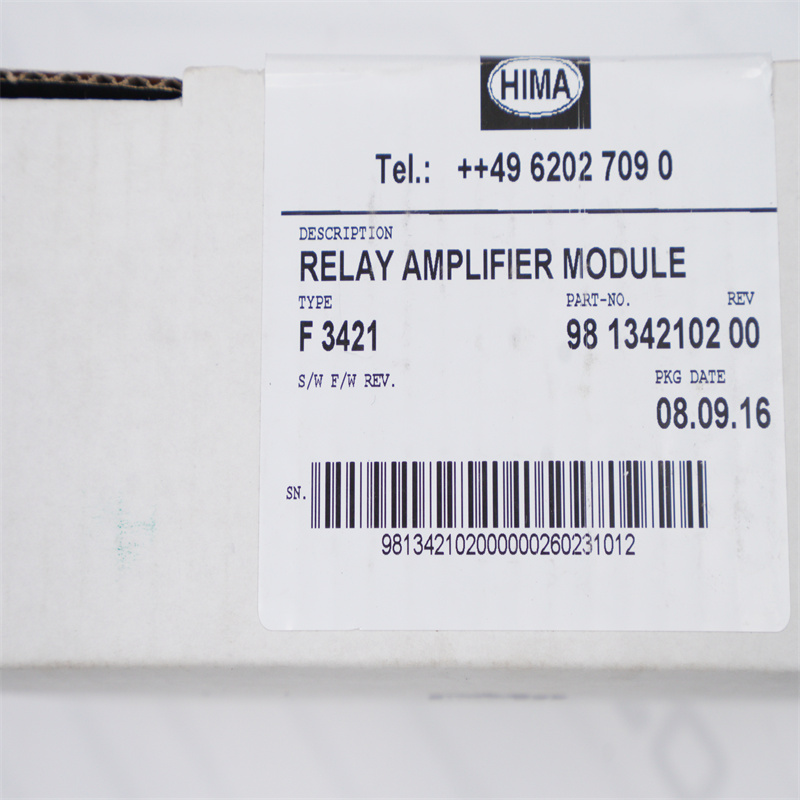 HIMA
Tel.: ++49 6202 709 0
DESCRIPTION
RELAY AMPLIFIER MODULE
TYPE PART-NO. REV
F 3421 98 1342102 00
S/W F/W REV. PKG DATE
08.09.16
SN.
981342102000000260231012